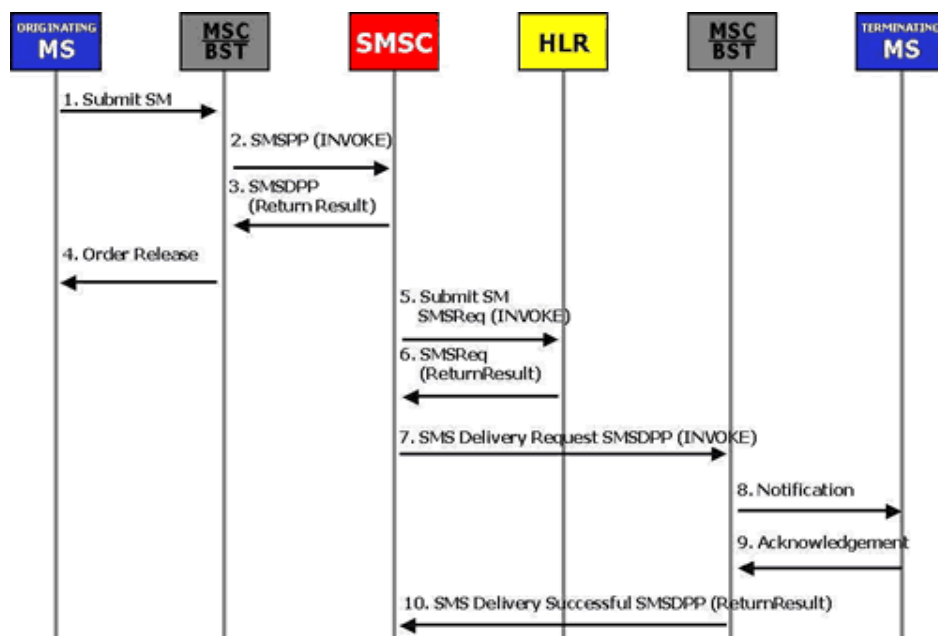 ORIGINATING
MS
MSC
BST
SMSC
HLR
MSC
BST
TERMINATING
MS
1. Submit SM
2. SMSPP (INVOKE)
3. SMSDPP
(Return Result)
4. Order Release
5. Submit SM
SMSReq (INVOKE)
6. SMSReq
(ReturnResult)
7. SMS Delivery Request SMSDPP (INVOKE)
8. Notification
9. Acknowledgement
10. SMS Delivery Successful SMSDPP (ReturnResult)